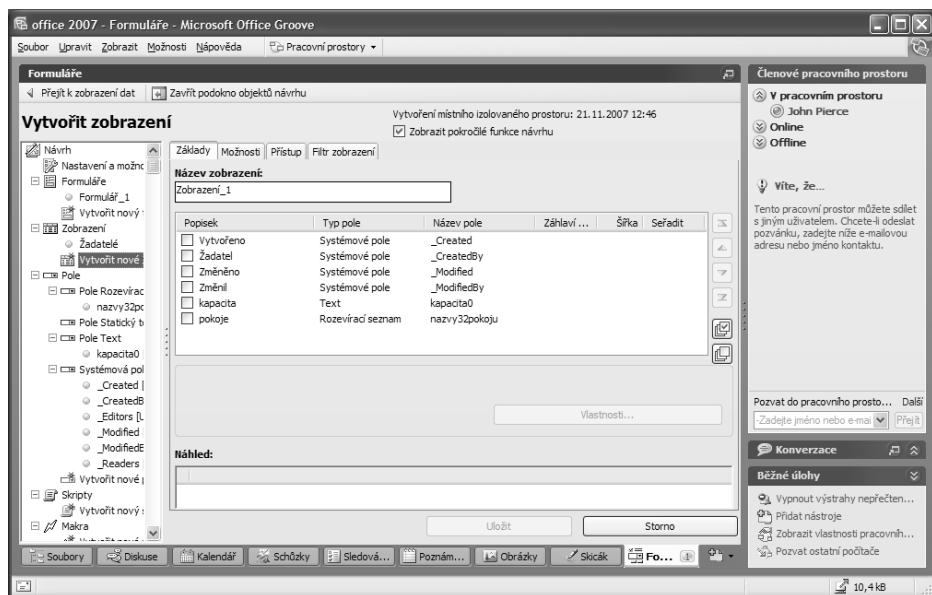 office 2007 - Formuláře - Microsoft Office Groove
Soubor Upravit Zobrazit Možnosti Nápověda Pracovní prostory
Formuláře
Přejít k zobrazení dat Zavřít podokno objektů návrhu
Vytvořit zobrazení
Vytvoření místního izolovaného prostoru: 21.11.2007 12:46
Zobrazit pokročilé funkce návrhu
Návrh
Nastavení a možno
Formuláře
Formulář_1
Vytvořit nový
Zobrazení
Žadatelé
Vytvořit nové
Pole
Pole Rozevírac
nazvy32po
Pole Statický t
Pole Text
kapacita0
Systémová pol
_Created [
_CreatedB
_Editors [U
_Modified
_ModifiedB
_Readers
Vytvořit nové
Skripty
Vytvořit nový
Makra
Základy Možnosti Přístup Filtr zobrazení
Název zobrazení:
Zobrazení_1
Popisek Typ pole Název pole Záhlaví ... Šířka Seřadit
Vytvořeno Systémové pole _Created
Žadatel Systémové pole _CreatedBy
Změněno Systémové pole _Modified
Změnil Systémové pole _ModifiedBy
kapacita Text kapacita0
pokoje Rozevírací seznam nazvy32pokoju
Vlastnosti...
Náhled:
Uložit Storno
Členové pracovního prostoru
V pracovním prostoru
John Pierce
Online
Offline
Víte, že...
Tento pracovní prostor můžete sdílet
s jiným uživatelem. Chcete-li odeslat
pozvánku, zadejte níže e-mailovou
adresu nebo jméno kontaktu.
Pozvat do pracovního prosto... Další
-Zadejte jméno nebo e-mai Přejít
Konverzace
Běžné úlohy
Vypnout výstrahy nepřečten...
Přidat nástroje
Zobrazit vlastnosti pracovníh...
Pozvat ostatní počítače
Soubory Diskuse Kalendář Schůzky Sledová... Poznám... Obrázky Skicák Fo...
10,4 kB